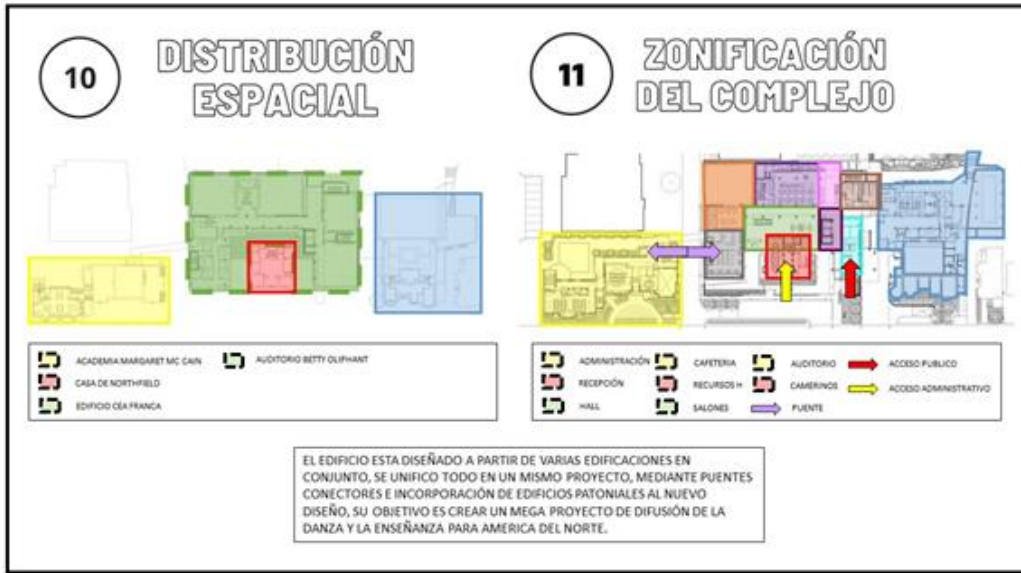 10
DISTRIBUCIÓN
ESPACIAL
ACADEMIA MARGARET MC CAIN
AUDITORIO BETTY OLIPHANT
CASA DE NORTHFIELD
EDIFICIO CEA FRANCA
11
ZONIFICACIÓN
DEL COMPLEJO
ADMINISTRACIÓN
CAFETERIA
AUDITORIO
ACCESO PUBLICO
RECEPCIÓN
RECURSOS H
CAMERINOS
ACCESO ADMINISTRATIVO
HALL
SALONES
PUENTE
EL EDIFICIO ESTA DISEÑADO A PARTIR DE VARIAS EDIFICACIONES EN
CONJUNTO, SE UNIFICO TODO EN UN MISMO PROYECTO, MEDIANTE PUENTES
CONECTORES E INCORPORACIÓN DE EDIFICIOS PATONIALES AL NUEVO
DISEÑO, SU OBJETIVO ES CREAR UN MEGA PROYECTO DE DIFUSIÓN DE LA
DANZA Y LA ENSEÑANZA PARA AMERICA DEL NORTE.